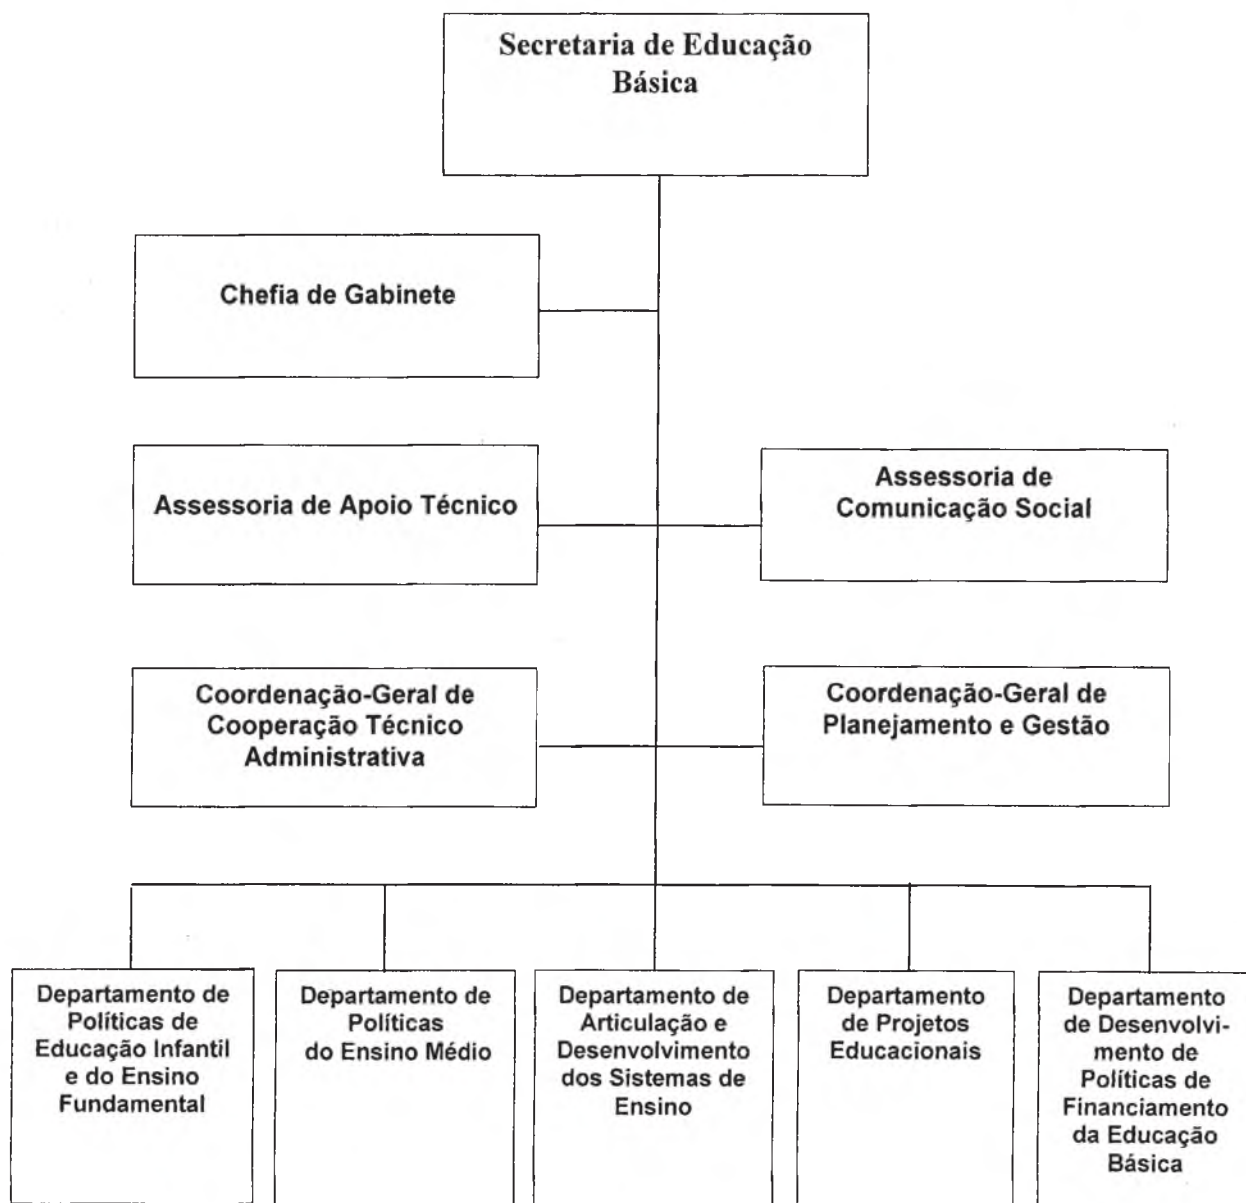 Secretaria de Educação
Básica
Chefia de Gabinete
Assessoria de Apoio Técnico
Assessoria de
Comunicação Social
Coordenação-Geral de
Cooperação Técnico
Administrativa
Coordenação-Geral de
Planejamento e Gestão
Departamento de
Políticas de
Educação Infantil
e do Ensino
Fundamental
Departamento de
Políticas
do Ensino Médio
Departamento de
Articulação e
Desenvolvimento
dos Sistemas de
Ensino
Departamento
de Projetos
Educacionais
Departamento
de Desenvolvi-
mento de
Políticas de
Financiamento
da Educação
Básica